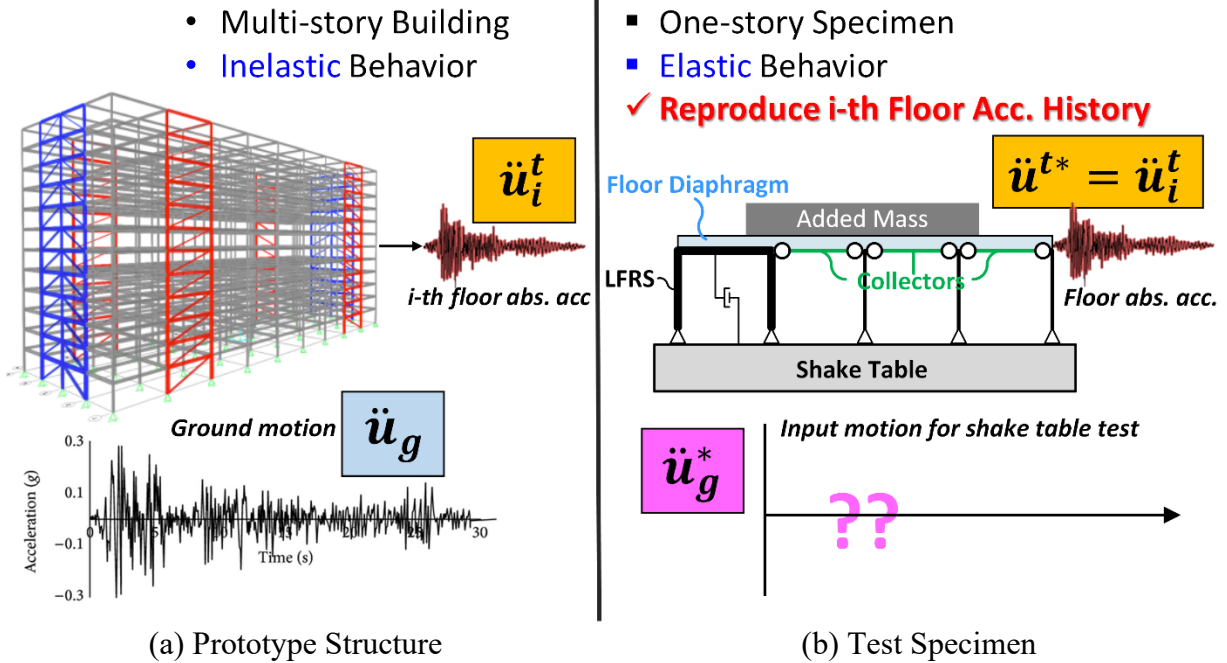 • Multi-story Building
• Inelastic Behavior
ü_i^t
i-th floor abs. acc
Ground motion
ü_g
Acceleration (g)
0.3
0.1
-0.1
-0.3
0 5 15 20 25 30
Time (s)
(a) Prototype Structure
▪ One-story Specimen
▪ Elastic Behavior
✓ Reproduce i-th Floor Acc. History
ü^{t*} = ü_i^t
Floor Diaphragm
Added Mass
LFRS
Collectors
Floor abs. acc.
Shake Table
Input motion for shake table test
ü_g^*
??
(b) Test Specimen